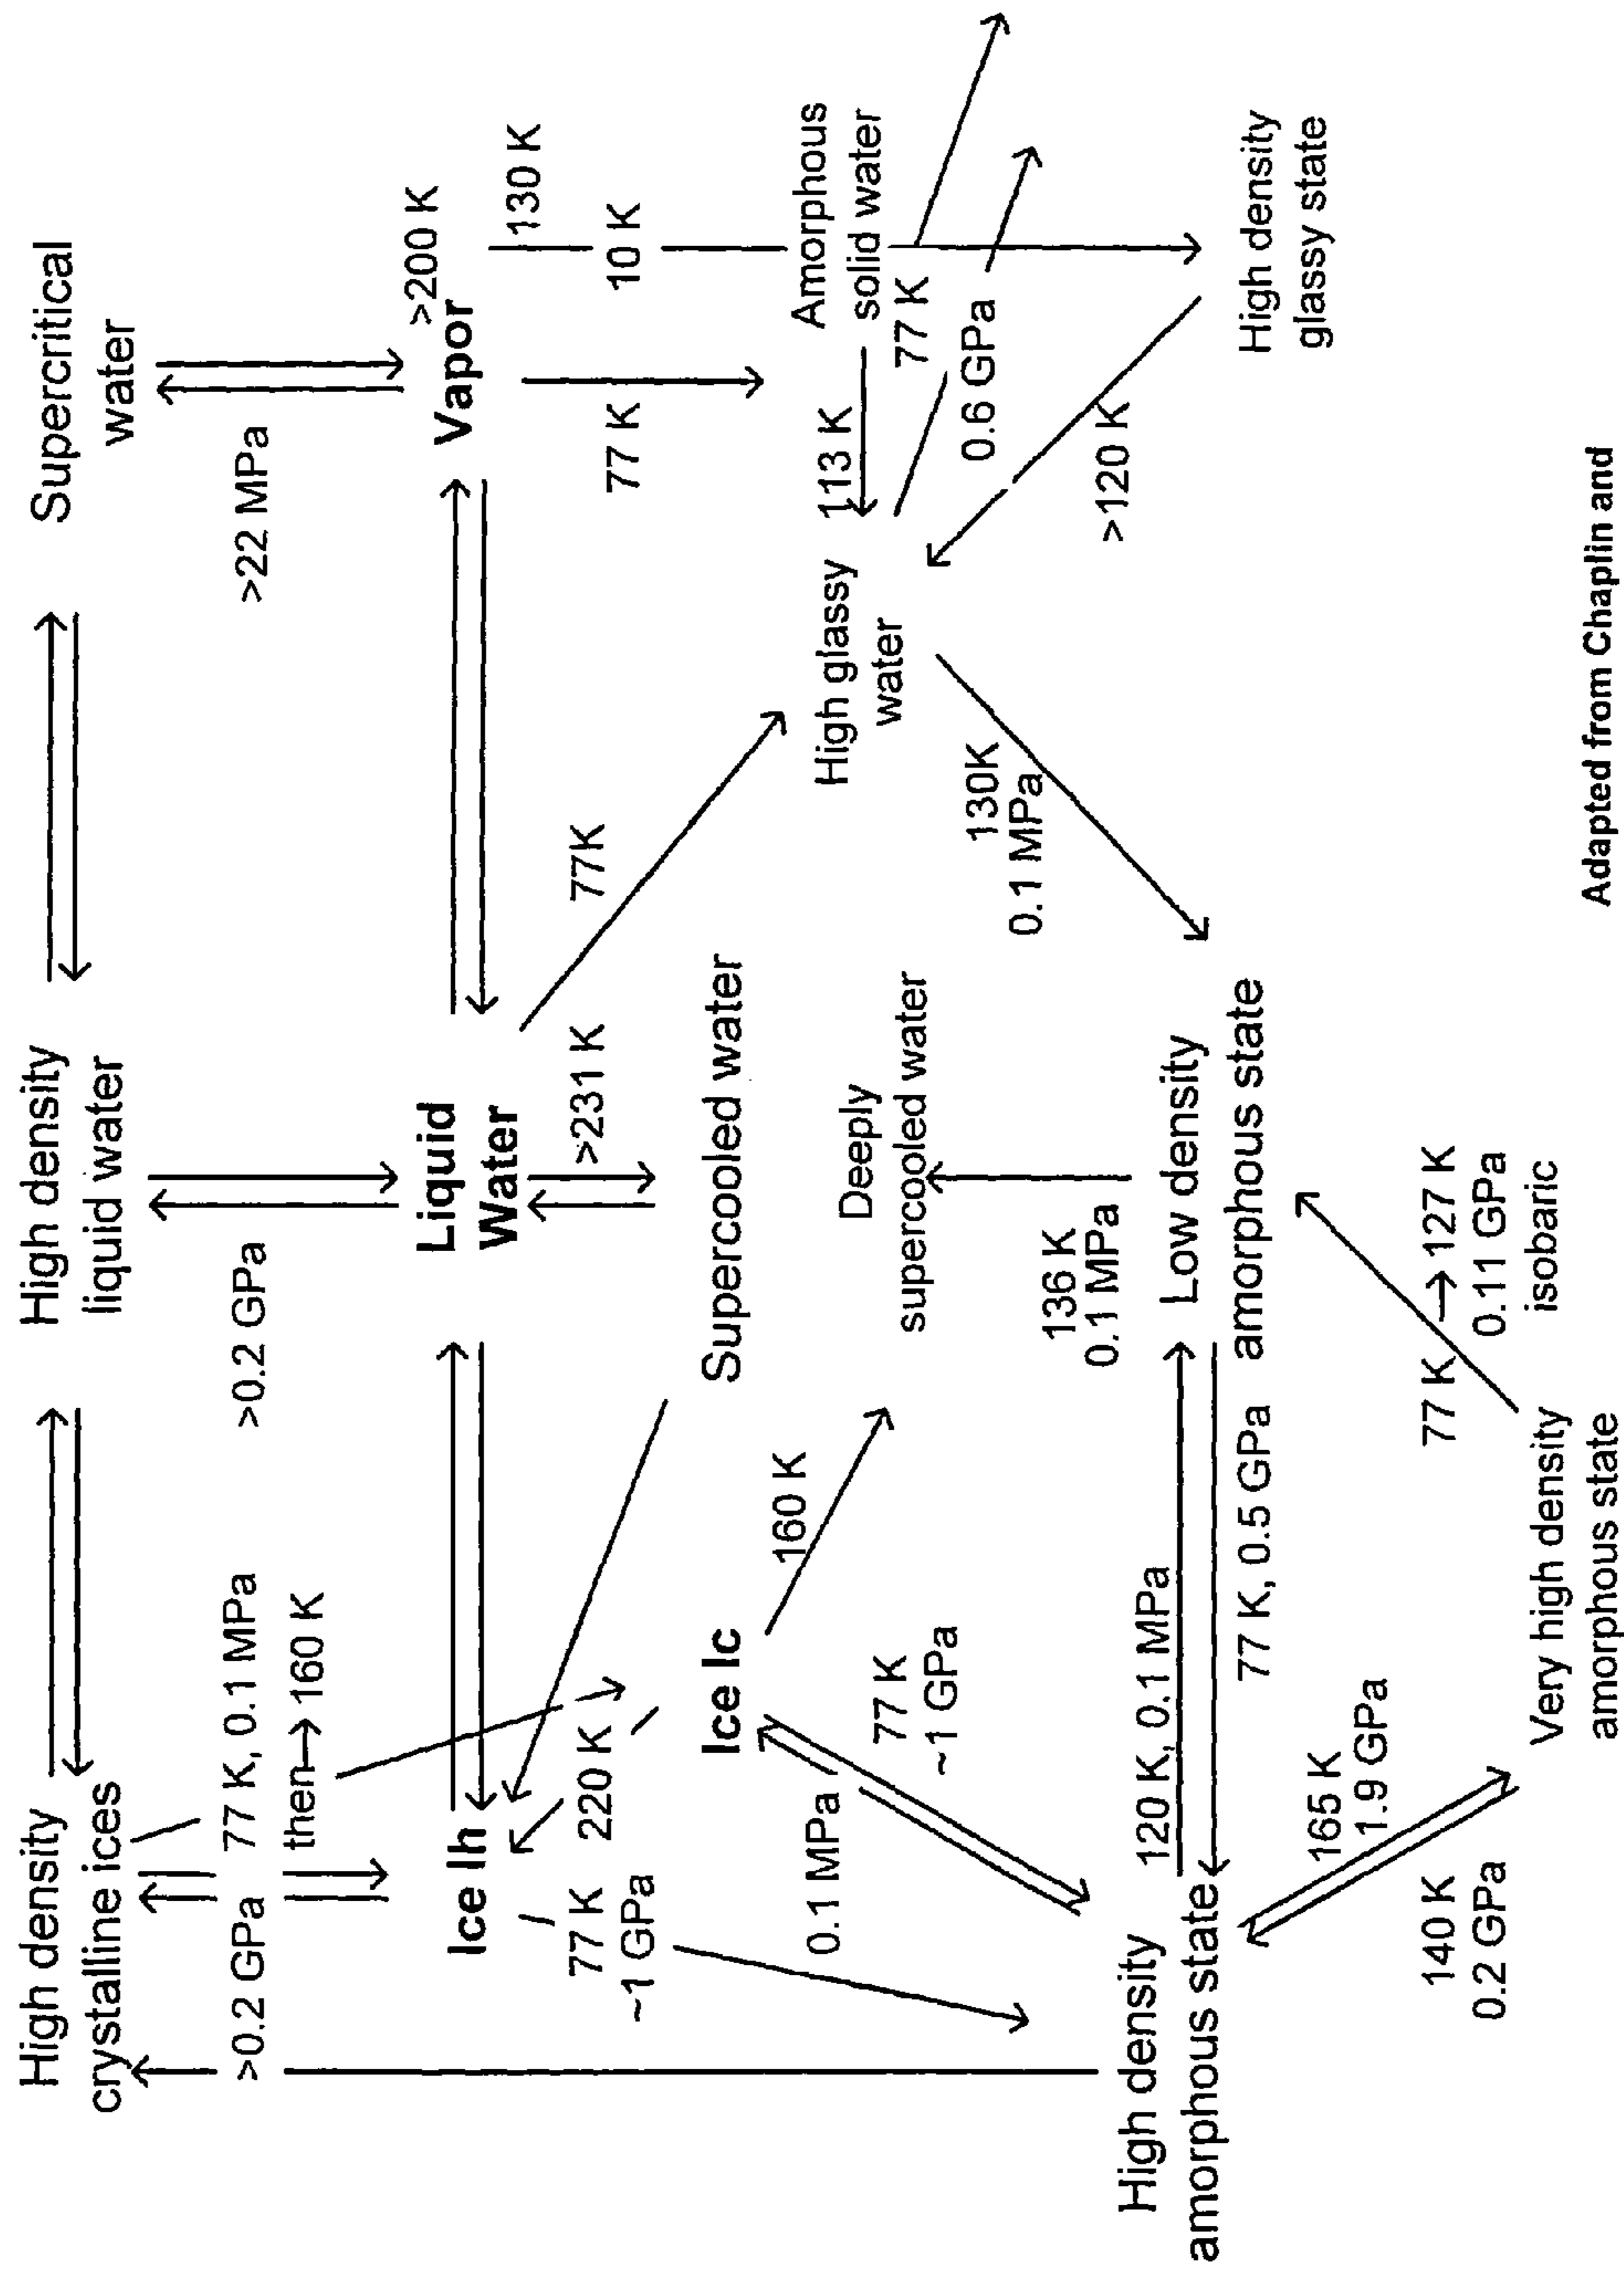 High density
crystalline ices
High density
liquid water
Supercritical
water
>0.2 GPa
77 K, 0.1 MPa
then→160 K
>0.2 GPa
>22 MPa
Ice Ih
Liquid
Water
Vapor
>200 K
77 K
~1 GPa
220 K
>231 K
77K
77 K
130 K
10 K
Ice Ic
Supercooled water
160 K
0.1 MPa
77 K
~1 GPa
Deeply
supercooled water
High glassy
water
113 K
Amorphous
solid water
77 K
0.6 GPa
136 K
0.1 MPa
130K
0.1 MPa
>120 K
High density
amorphous state
120 K, 0.1 MPa
77 K, 0.5 GPa
Low density
amorphous state
High density
glassy state
140 K
0.2 GPa
165 K
1.9 GPa
77 K → 127 K
0.11 GPa
isobaric
Very high density
amorphous state
Adapted from Chaplin and